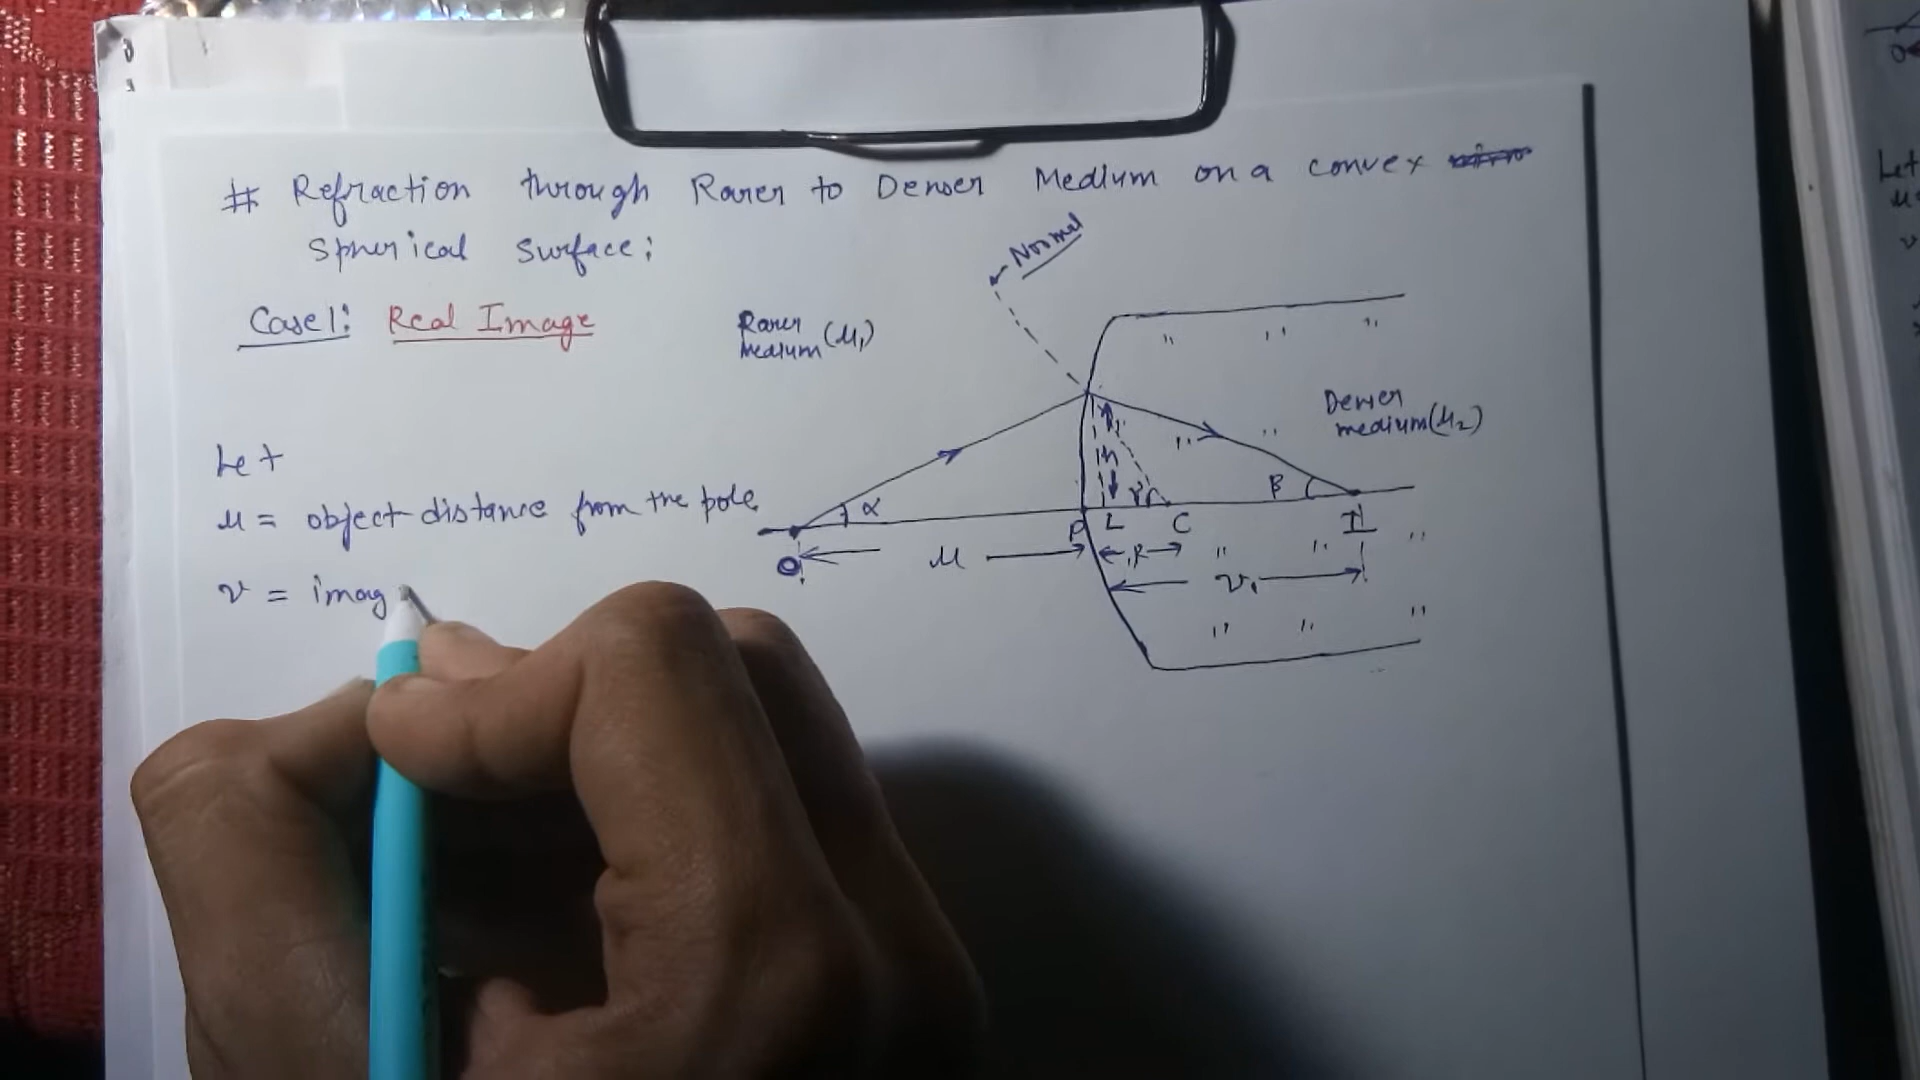 # Refraction through Rarer to Denser Medium on a convex
Spherical Surface:
Normal
Case 1: Real Image
Rarer
medium (μ₁)
Denser
medium (μ₂)
h
α
γ
β
P L C I
O
u
R
v
Let
u = object distance from the pole
v = imag
Let
u
v